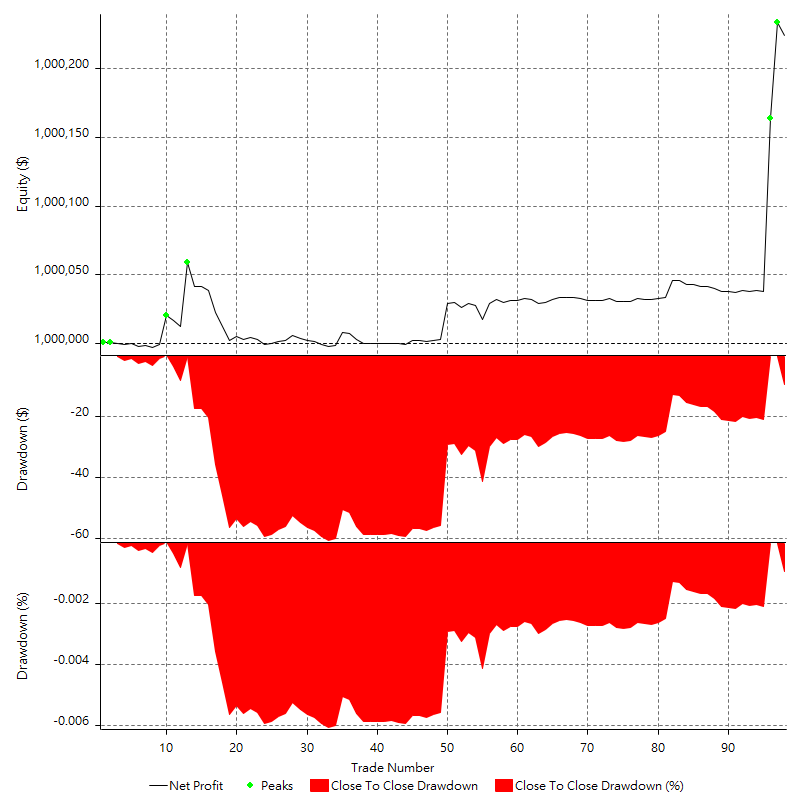 Equity ($)
1,000,200
1,000,150
1,000,100
1,000,050
1,000,000
Drawdown ($)
-20
-40
-60
Drawdown (%)
-0.002
-0.004
-0.006
10 20 30 40 50 60 70 80 90
Trade Number
Net Profit Peaks Close To Close Drawdown Close To Close Drawdown (%)